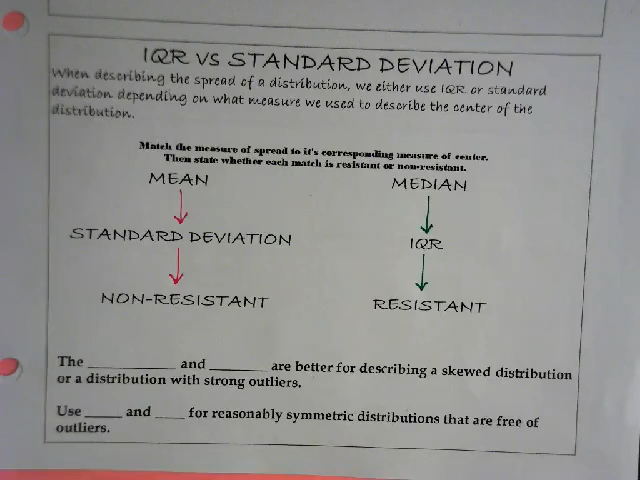 IQR VS STANDARD DEVIATION
When describing the spread of a distribution, we either use IQR or standard
deviation depending on what measure we used to describe the center of the
distribution.
Match the measure of spread to it's corresponding measure of center.
Then state whether each match is resistant or non-resistant.
MEAN MEDIAN
STANDARD DEVIATION IQR
NON-RESISTANT RESISTANT
The ____________ and ________ are better for describing a skewed distribution
or a distribution with strong outliers.
Use _____ and ____ for reasonably symmetric distributions that are free of
outliers.